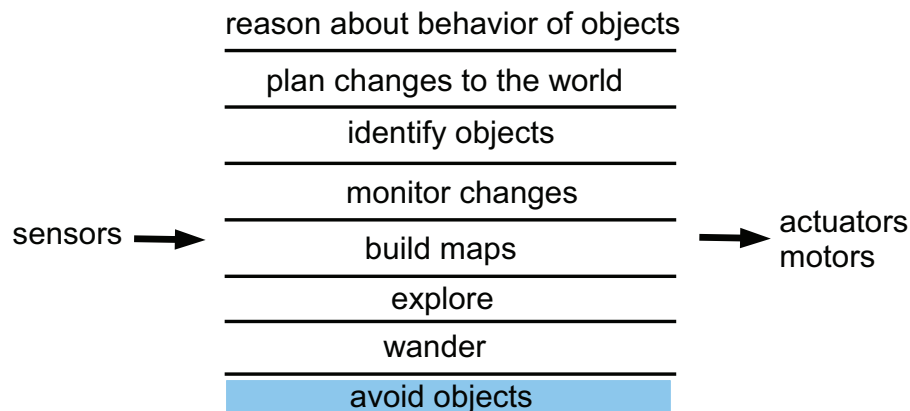 reason about behavior of objects
plan changes to the world
identify objects
monitor changes
sensors
actuators
motors
build maps
explore
wander
avoid objects